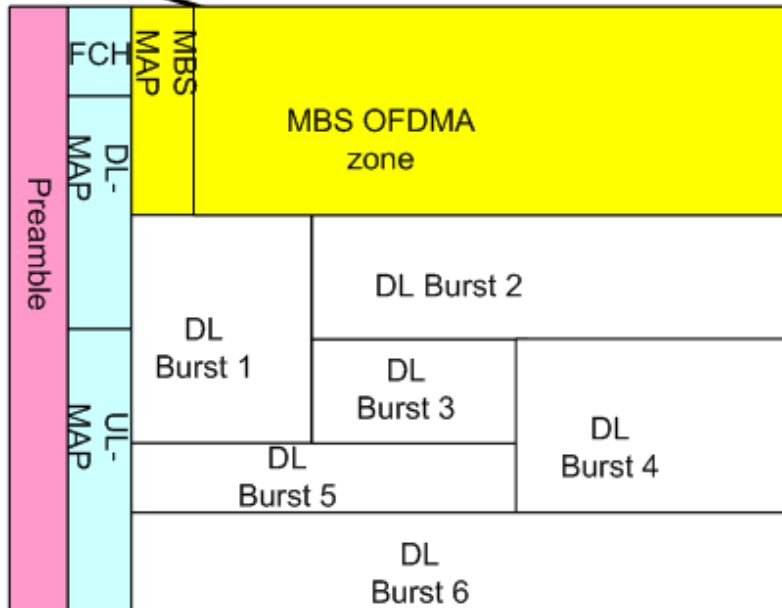 Preamble
FCH
DL-
MAP
UL-
MAP
MBS
MAP
MBS OFDMA
zone
DL
Burst 1
DL Burst 2
DL
Burst 3
DL
Burst 4
DL
Burst 5
DL
Burst 6